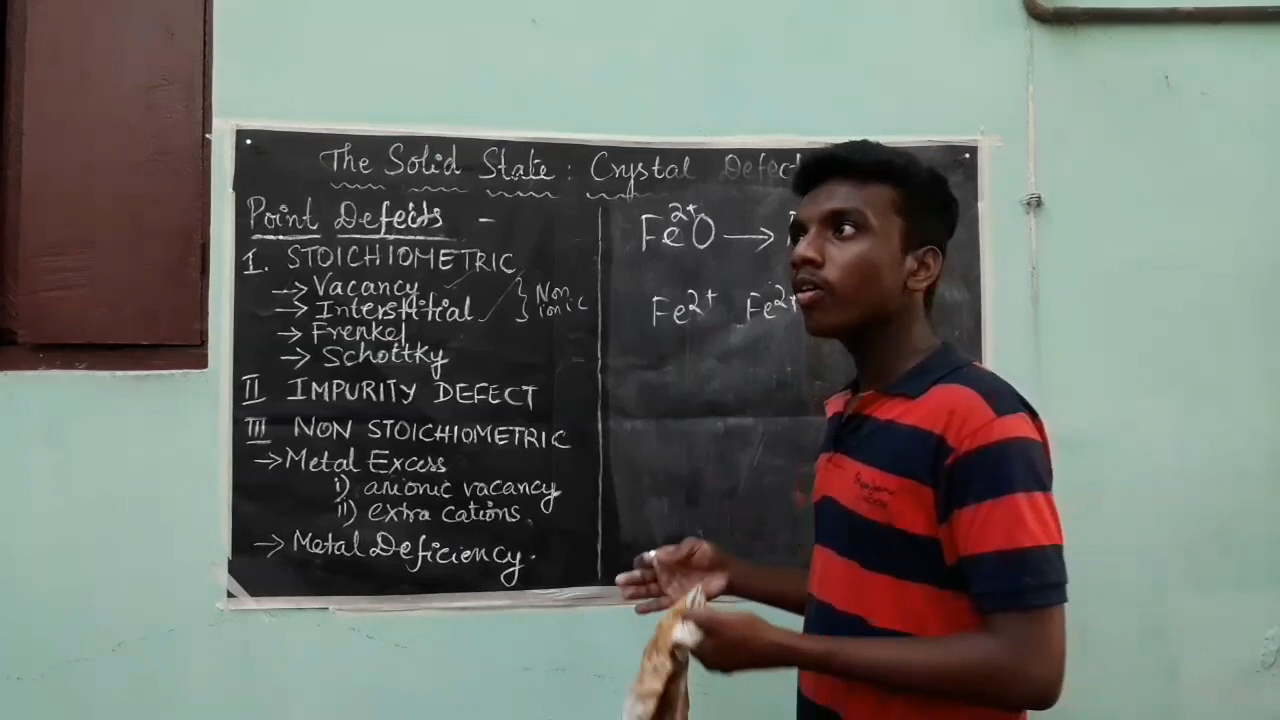 The Solid State : Crystal Defect
Point Defects -
I. STOICHIOMETRIC
→ Vacancy
→ Interstitial } Non ionic
→ Frenkel
→ Schottky
II IMPURITY DEFECT
III NON STOICHIOMETRIC
→ Metal Excess
i) anionic vacancy
ii) extra cations
→ Metal Deficiency.
Fe²⁺O →
Fe²⁺ Fe²⁺